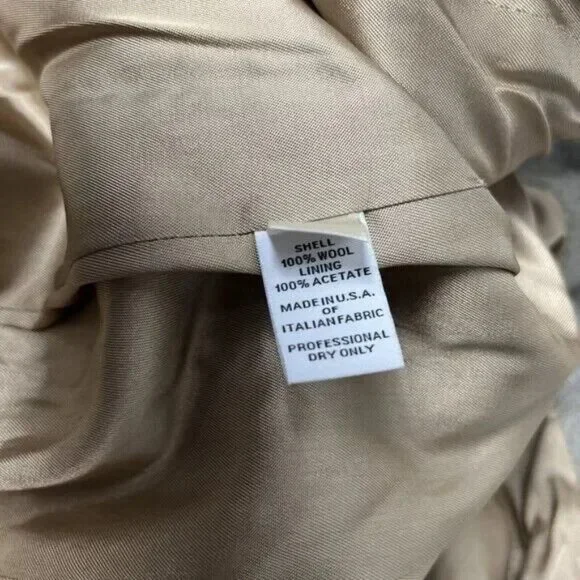 SHELL
100% WOOL
LINING
100% ACETATE
MADE IN U.S.A.
OF
ITALIAN FABRIC
PROFESSIONAL
DRY ONLY